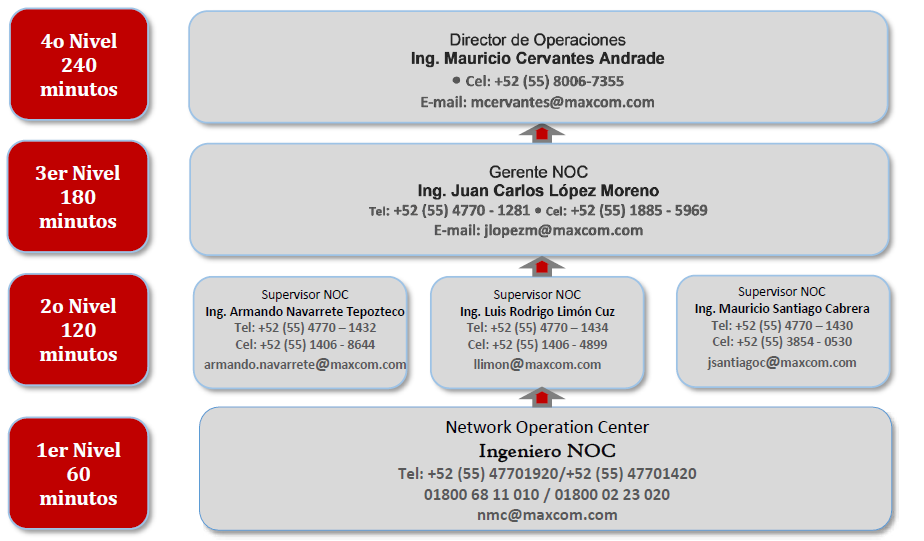 4o Nivel
240
minutos
Director de Operaciones
Ing. Mauricio Cervantes Andrade
• Cel: +52 (55) 8006-7355
E-mail: mcervantes@maxcom.com
3er Nivel
180
minutos
Gerente NOC
Ing. Juan Carlos López Moreno
Tel: +52 (55) 4770 - 1281 • Cel: +52 (55) 1885 - 5969
E-mail: jlopezm@maxcom.com
2o Nivel
120
minutos
Supervisor NOC
Ing. Armando Navarrete Tepozteco
Tel: +52 (55) 4770 – 1432
Cel: +52 (55) 1406 - 8644
armando.navarrete@maxcom.com
Supervisor NOC
Ing. Luis Rodrigo Limón Cuz
Tel: +52 (55) 4770 – 1434
Cel: +52 (55) 1406 - 4899
llimon@maxcom.com
Supervisor NOC
Ing. Mauricio Santiago Cabrera
Tel: +52 (55) 4770 – 1430
Cel: +52 (55) 3854 - 0530
jsantiagoc@maxcom.com
1er Nivel
60
minutos
Network Operation Center
Ingeniero NOC
Tel: +52 (55) 47701920/+52 (55) 47701420
01800 68 11 010 / 01800 02 23 020
nmc@maxcom.com